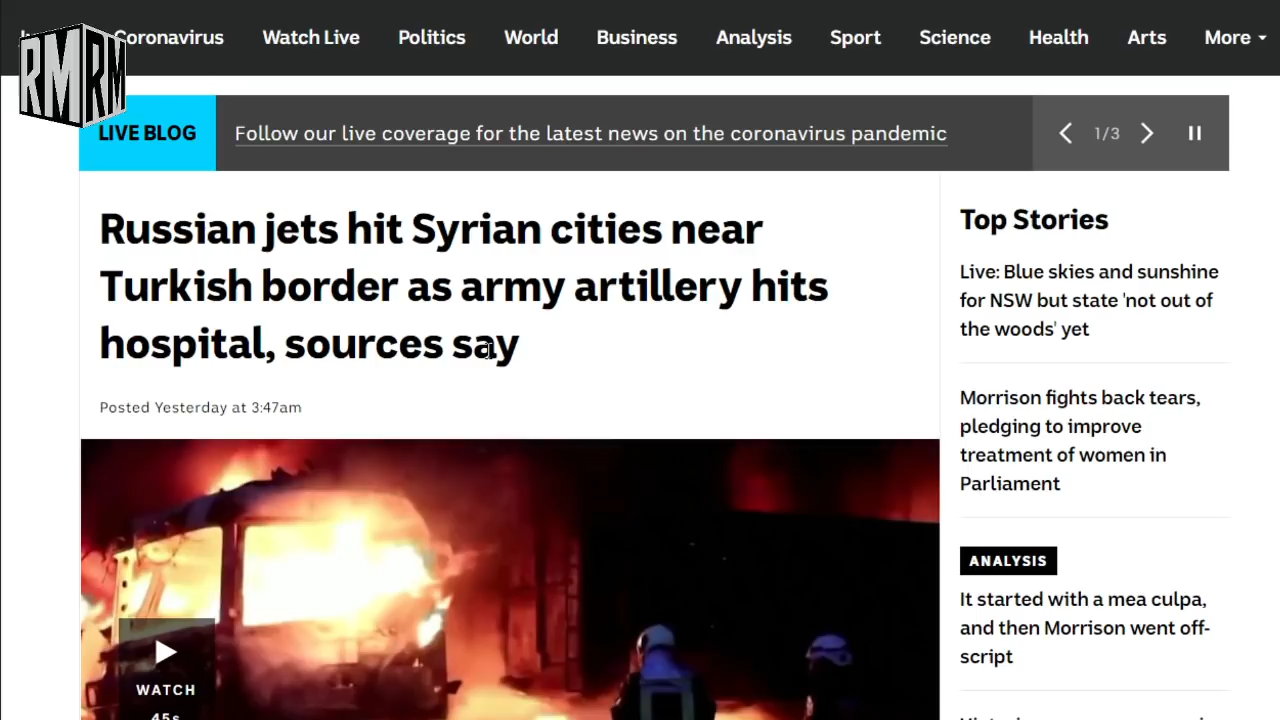 RM RM
Coronavirus
Watch Live
Politics
World
Business
Analysis
Sport
Science
Health
Arts
More
LIVE BLOG
Follow our live coverage for the latest news on the coronavirus pandemic
1/3
Russian jets hit Syrian cities near
Turkish border as army artillery hits
hospital, sources say
Posted Yesterday at 3:47am
WATCH
45s
Top Stories
Live: Blue skies and sunshine
for NSW but state 'not out of
the woods' yet
Morrison fights back tears,
pledging to improve
treatment of women in
Parliament
ANALYSIS
It started with a mea culpa,
and then Morrison went off-
script